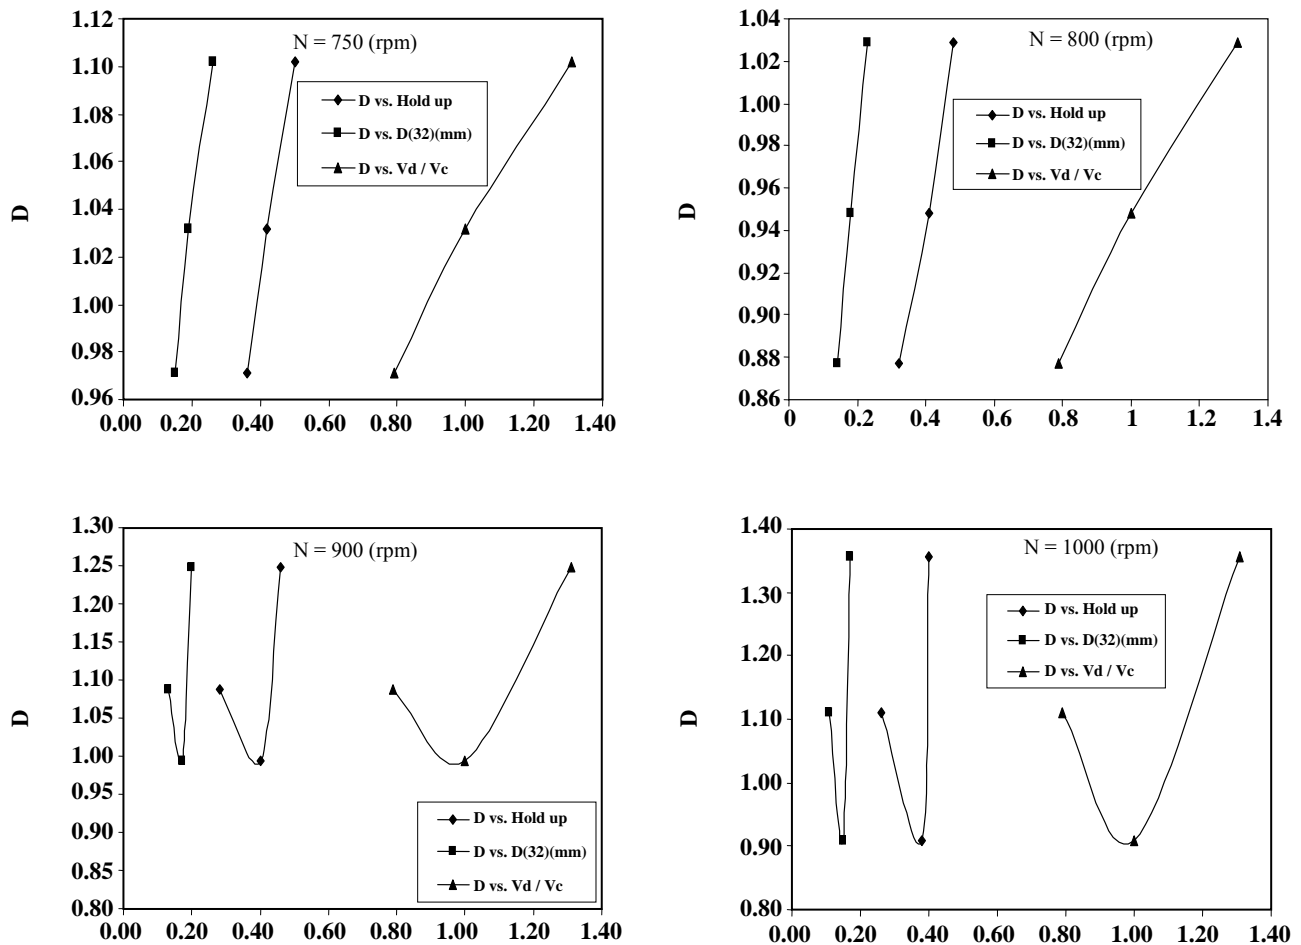 1.12
N = 750 (rpm)
1.10
D vs. Hold up
1.08
D vs. D(32)(mm)
1.06
D vs. Vd / Vc
1.04
D
1.02
1.00
0.98
0.96
0.00 0.20 0.40 0.60 0.80 1.00 1.20 1.40
1.04
N = 800 (rpm)
1.02
1.00
D vs. Hold up
0.98
D vs. D(32)(mm)
0.96
D vs. Vd / Vc
D
0.94
0.92
0.90
0.88
0.86
0 0.2 0.4 0.6 0.8 1 1.2 1.4
1.30
N = 900 (rpm)
1.25
1.20
1.15
1.10
1.05
D
1.00
0.95
0.90
0.85
0.80
D vs. Hold up
D vs. D(32)(mm)
D vs. Vd / Vc
0.00 0.20 0.40 0.60 0.80 1.00 1.20 1.40
1.40
N = 1000 (rpm)
1.30
D vs. Hold up
D vs. D(32)(mm)
1.20
D vs. Vd / Vc
1.10
D
1.00
0.90
0.80
0.00 0.20 0.40 0.60 0.80 1.00 1.20 1.40